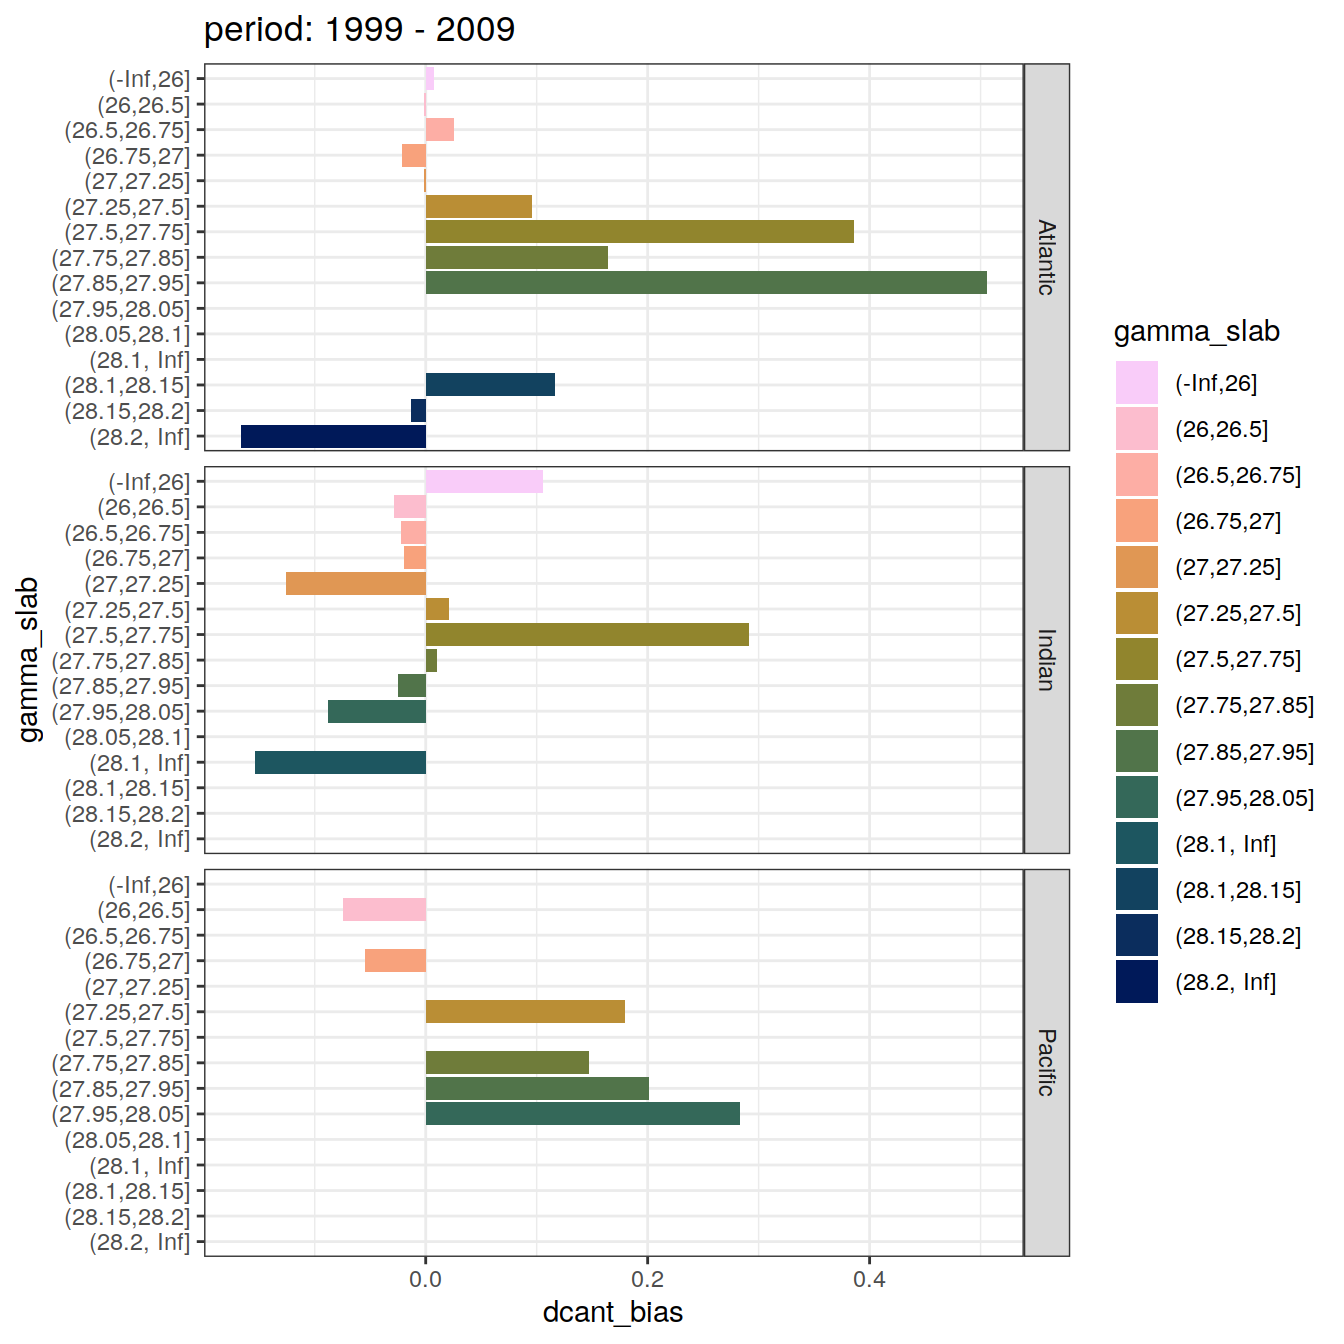 period: 1999 - 2009
(-Inf,26]
(26,26.5]
(26.5,26.75]
(26.75,27]
(27,27.25]
(27.25,27.5]
(27.5,27.75]
(27.75,27.85]
(27.85,27.95]
(27.95,28.05]
(28.05,28.1]
(28.1, Inf]
(28.1,28.15]
(28.15,28.2]
(28.2, Inf]
Atlantic
(-Inf,26]
(26,26.5]
(26.5,26.75]
(26.75,27]
(27,27.25]
(27.25,27.5]
(27.5,27.75]
(27.75,27.85]
(27.85,27.95]
(27.95,28.05]
(28.05,28.1]
(28.1, Inf]
(28.1,28.15]
(28.15,28.2]
(28.2, Inf]
Indian
(-Inf,26]
(26,26.5]
(26.5,26.75]
(26.75,27]
(27,27.25]
(27.25,27.5]
(27.5,27.75]
(27.75,27.85]
(27.85,27.95]
(27.95,28.05]
(28.05,28.1]
(28.1, Inf]
(28.1,28.15]
(28.15,28.2]
(28.2, Inf]
Pacific
gamma_slab
0.0 0.2 0.4
dcant_bias
gamma_slab
(-Inf,26]
(26,26.5]
(26.5,26.75]
(26.75,27]
(27,27.25]
(27.25,27.5]
(27.5,27.75]
(27.75,27.85]
(27.85,27.95]
(27.95,28.05]
(28.1, Inf]
(28.1,28.15]
(28.15,28.2]
(28.2, Inf]